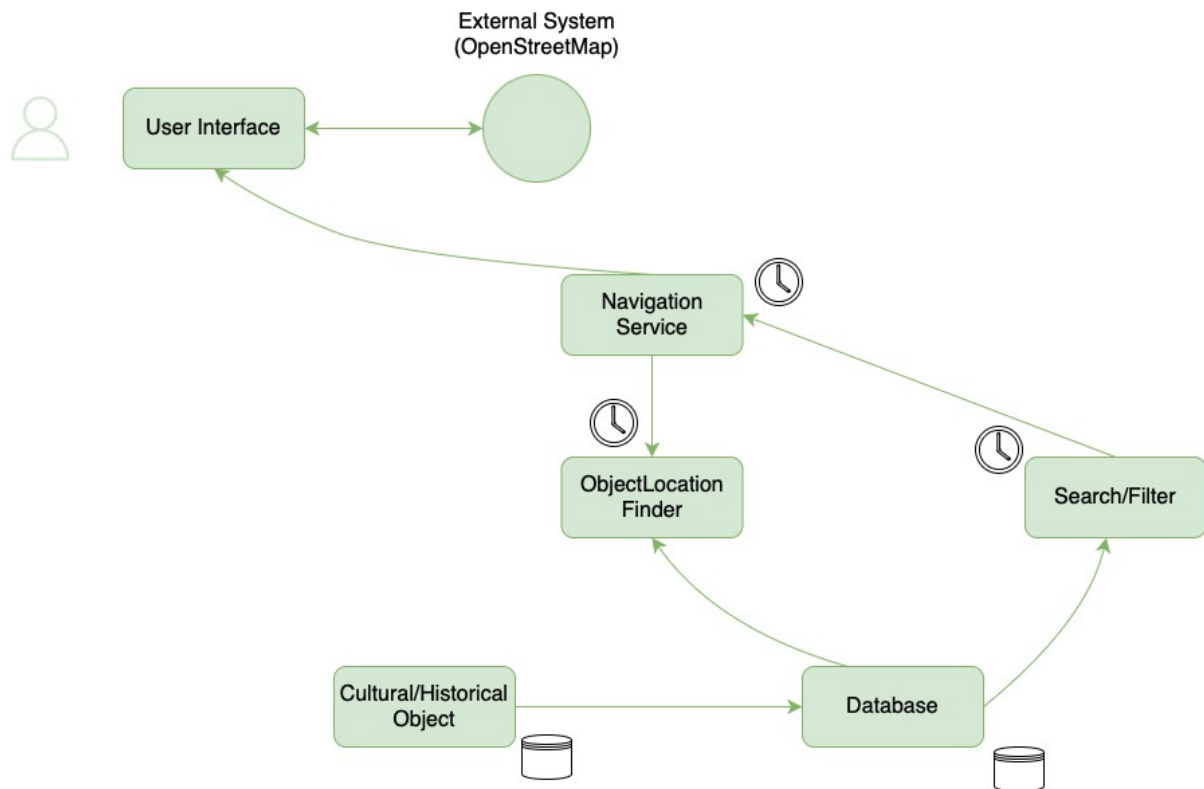 External System
(OpenStreetMap)
User Interface
Navigation
Service
ObjectLocation
Finder
Search/Filter
Cultural/Historical
Object
Database